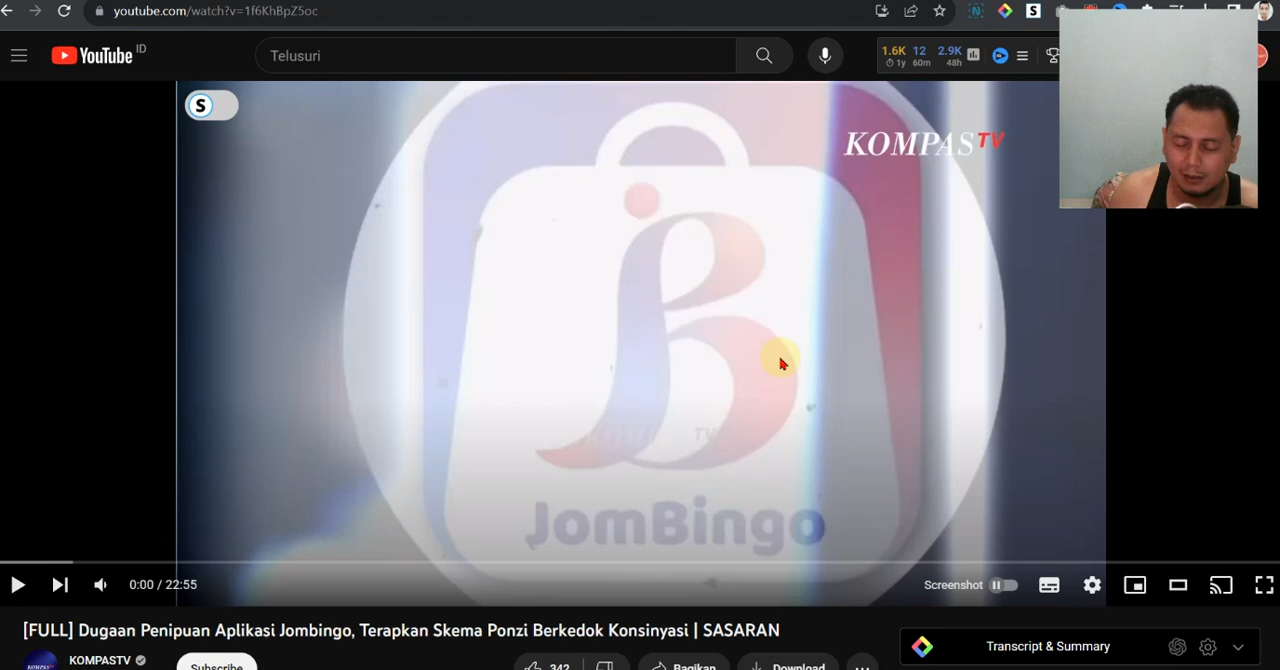 youtube.com/watch?v=1f6KhBpZ5oc
YouTube ID
Telusuri
1.6K 12 2.9K
1y 60m 48h
S
KOMPAS TV
JB
JomBingo
0:00 / 22:55
Screenshot
[FULL] Dugaan Penipuan Aplikasi Jombingo, Terapkan Skema Ponzi Berkedok Konsinyasi | SASARAN
KOMPASTV
Subscribe
342
Bagikan
Download
Transcript & Summary